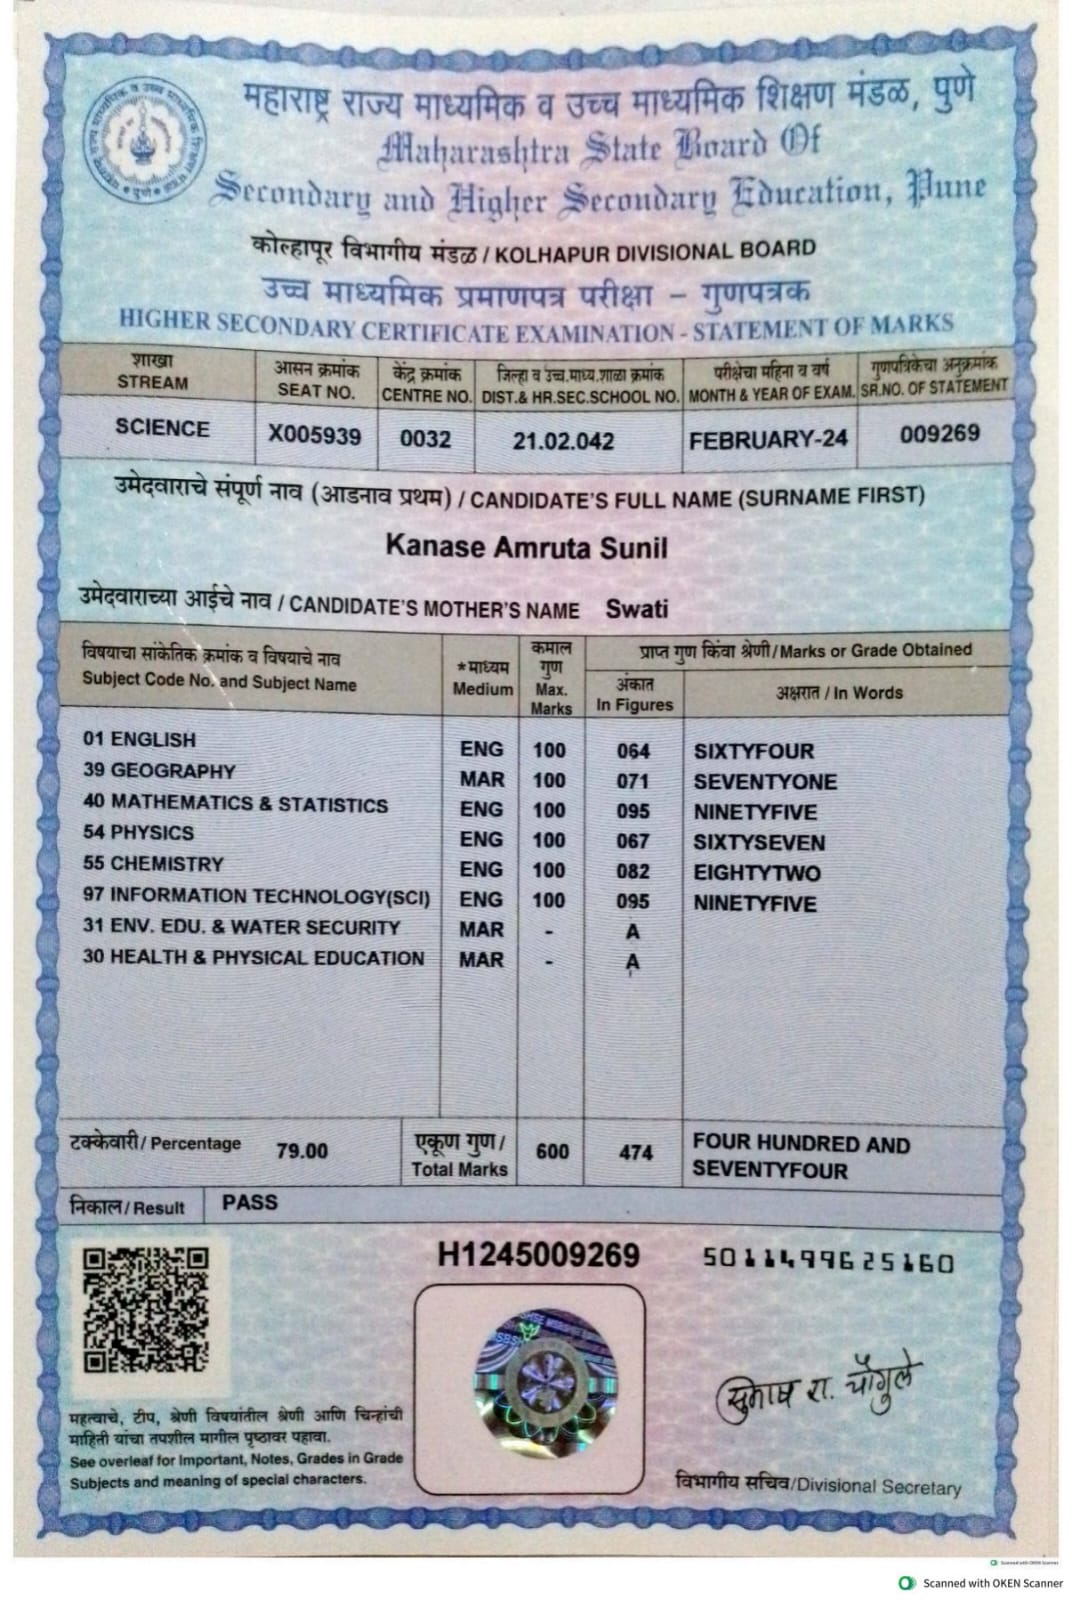 महाराष्ट्र राज्य माध्यमिक व उच्च माध्यमिक शिक्षण मंडळ, पुणे
Maharashtra State Board Of
Secondary and Higher Secondary Education, Pune
कोल्हापूर विभागीय मंडळ / KOLHAPUR DIVISIONAL BOARD
उच्च माध्यमिक प्रमाणपत्र परीक्षा – गुणपत्रक
HIGHER SECONDARY CERTIFICATE EXAMINATION - STATEMENT OF MARKS
शाखा आसन क्रमांक केंद्र क्रमांक जिल्हा व उच्च.माध्य.शाळा क्रमांक परीक्षेचा महिना व वर्ष गुणपत्रिकेचा अनुक्रमांक
STREAM SEAT NO. CENTRE NO. DIST.& HR.SEC.SCHOOL NO. MONTH & YEAR OF EXAM. SR.NO. OF STATEMENT
SCIENCE X005939 0032 21.02.042 FEBRUARY-24 009269
उमेदवाराचे संपूर्ण नाव (आडनाव प्रथम) / CANDIDATE'S FULL NAME (SURNAME FIRST)
Kanase Amruta Sunil
उमेदवाराच्या आईचे नाव / CANDIDATE'S MOTHER'S NAME Swati
विषयाचा सांकेतिक क्रमांक व विषयाचे नाव
Subject Code No. and Subject Name
*माध्यम
Medium
कमाल
गुण
Max.
Marks
प्राप्त गुण किंवा श्रेणी/Marks or Grade Obtained
अंकात
In Figures
अक्षरात / In Words
01 ENGLISH ENG 100 064 SIXTYFOUR
39 GEOGRAPHY MAR 100 071 SEVENTYONE
40 MATHEMATICS & STATISTICS ENG 100 095 NINETYFIVE
54 PHYSICS ENG 100 067 SIXTYSEVEN
55 CHEMISTRY ENG 100 082 EIGHTYTWO
97 INFORMATION TECHNOLOGY(SCI) ENG 100 095 NINETYFIVE
31 ENV. EDU. & WATER SECURITY MAR - A
30 HEALTH & PHYSICAL EDUCATION MAR - A
टक्केवारी/ Percentage 79.00
एकूण गुण/
Total Marks
600 474
FOUR HUNDRED AND
SEVENTYFOUR
निकाल/ Result PASS
H1245009269 5011499625160
महत्वाचे, टीप, श्रेणी विषयांतील श्रेणी आणि चिन्हांची
माहिती यांचा तपशील मागील पृष्ठावर पहावा.
See overleaf for Important, Notes, Grades in Grade
Subjects and meaning of special characters.
सुभाष रा. चौगुले
विभागीय सचिव/Divisional Secretary
Scanned with OKEN Scanner
Scanned with OKEN Scanner